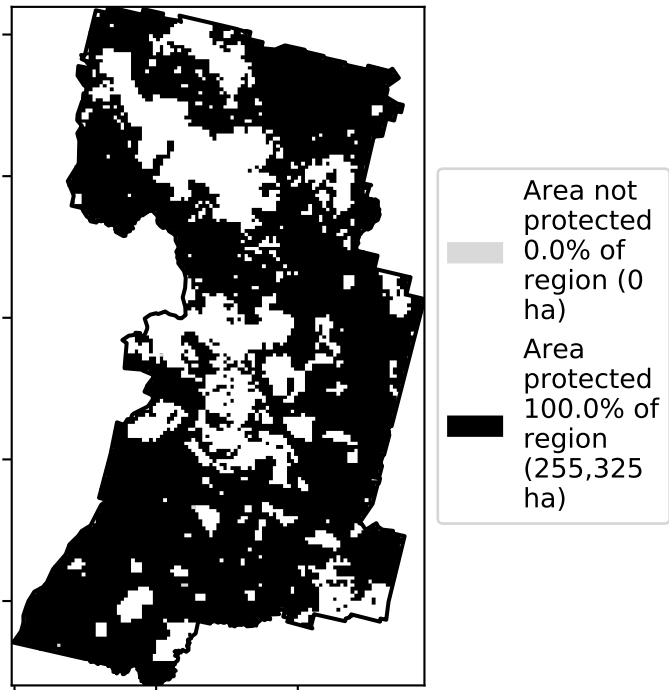 Area not
protected
0.0% of
region (0
ha)
Area
protected
100.0% of
region
(255,325
ha)